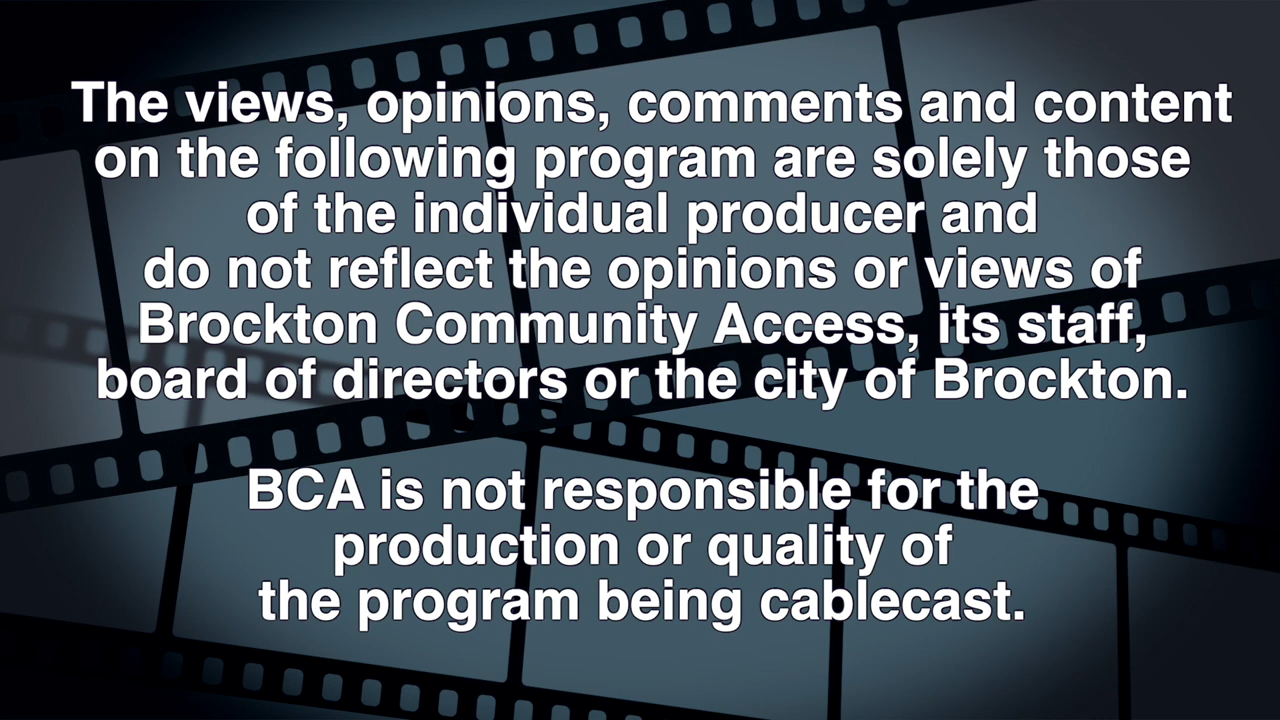 The views, opinions, comments and content
on the following program are solely those
of the individual producer and
do not reflect the opinions or views of
Brockton Community Access, its staff,
board of directors or the city of Brockton.
BCA is not responsible for the
production or quality of
the program being cablecast.